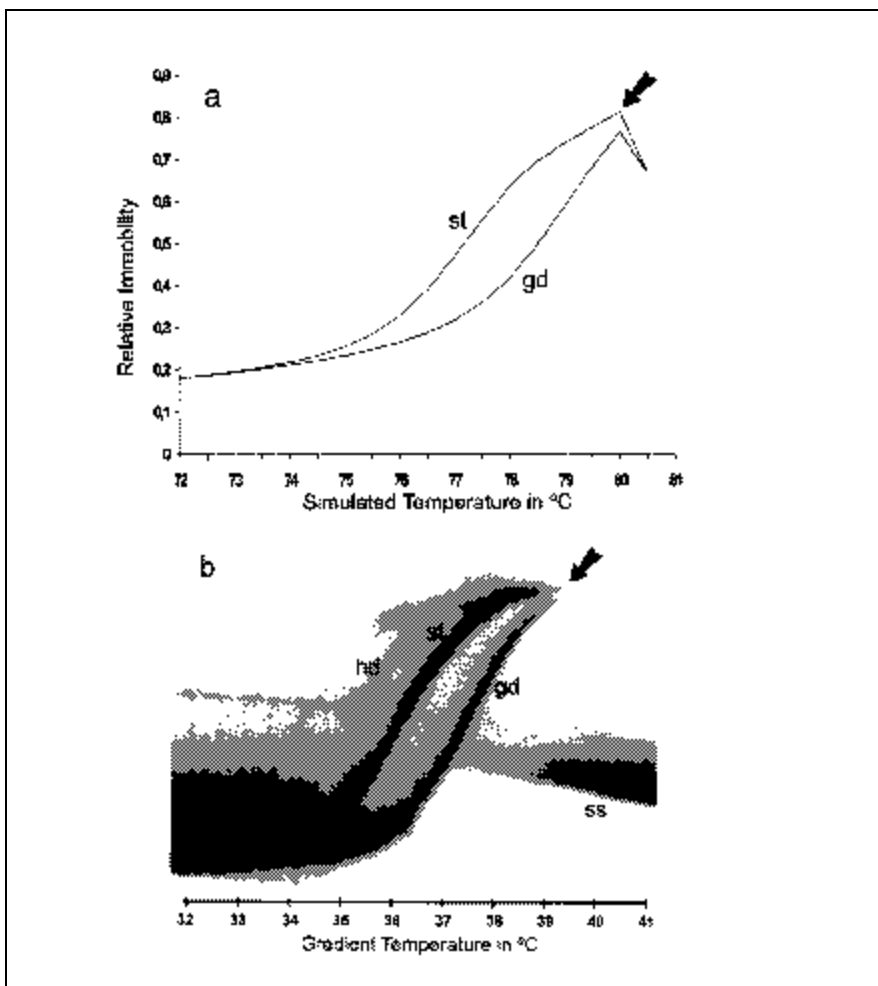 a
0,9
0,8
0,7
0,6
0,5
0,4
0,3
0,2
0,1
0
Relative Immobility
st
gd
72 73 74 75 76 77 78 79 80 81
Simulated Temperature in °C
b
st
hd
gd
ss
32 33 34 35 36 37 38 39 40 41
Gradient Temperature in °C